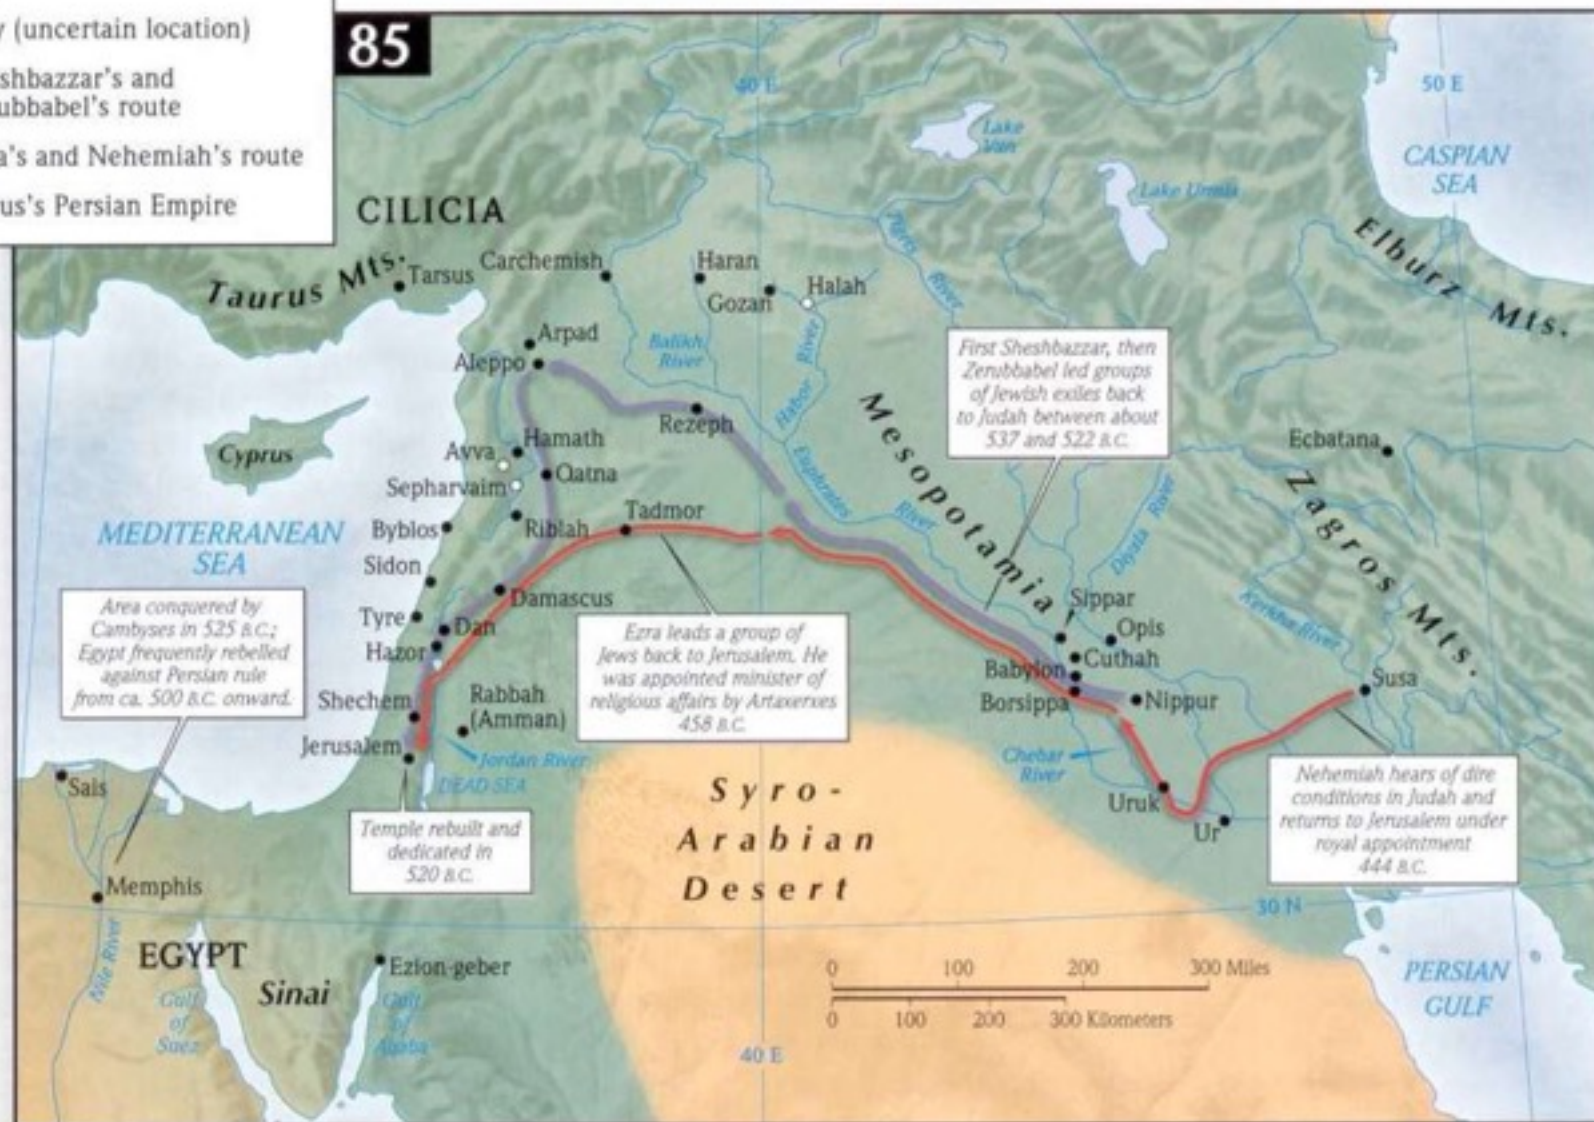 y (uncertain location)
shbazzar's and
ubbabel's route
a's and Nehemiah's route
us's Persian Empire
85
40 E
50 E
Lake
Van
CASPIAN
SEA
Lake Urmia
CILICIA
Elburz Mts.
Tigris River
Taurus Mts.
Tarsus
Carchemish
Haran
Gozan
Halah
Arpad
Aleppo
Balikh
River
Habor River
First Sheshbazzar, then
Zerubbabel led groups
of Jewish exiles back
to Judah between about
537 and 522 B.C.
Mesopotamia
Rezeph
Cyprus
Avva
Hamath
Qatna
Sepharvaim
Ecbatana
Zagros Mts.
Euphrates River
Diyala River
MEDITERRANEAN
SEA
Byblos
Riblah
Tadmor
Sidon
Damascus
Area conquered by
Cambyses in 525 B.C.;
Egypt frequently rebelled
against Persian rule
from ca. 500 B.C. onward.
Tyre
Dan
Hazor
Ezra leads a group of
Jews back to Jerusalem. He
was appointed minister of
religious affairs by Artaxerxes
458 B.C.
Sippar
Opis
Kerkha River
Babylon
Cuthah
Borsippa
Nippur
Susa
Shechem
Rabbah
(Amman)
Jerusalem
Jordan River
DEAD SEA
Chebar
River
Uruk
Ur
Nehemiah hears of dire
conditions in Judah and
returns to Jerusalem under
royal appointment
444 B.C.
Sais
Temple rebuilt and
dedicated in
520 B.C.
Syro-
Arabian
Desert
Memphis
Nile River
30 N
EGYPT
Sinai
Ezion-geber
Gulf
of
Suez
Gulf
of
Aqaba
0 100 200 300 Miles
0 100 200 300 Kilometers
40 E
PERSIAN
GULF